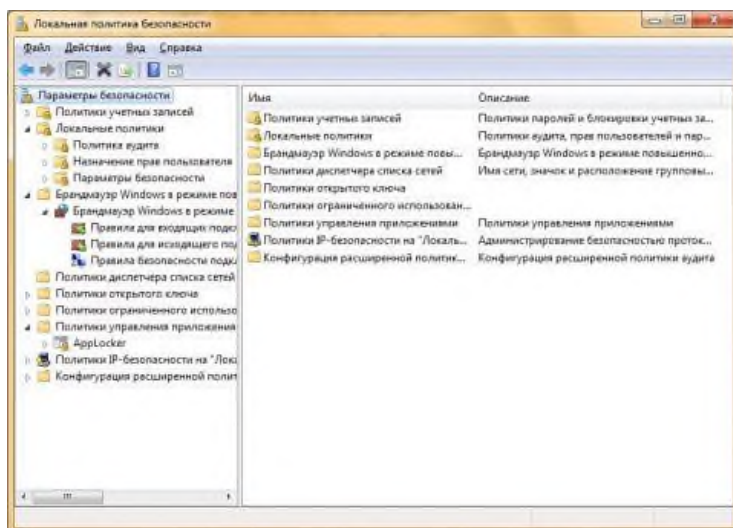 Локальная политика безопасности
Файл Действие Вид Справка
Параметры безопасности
Политики учетных записей
Локальные политики
Политика аудита
Назначение прав пользователя
Параметры безопасности
Брандмауэр Windows в режиме пов
Брандмауэр Windows в режиме
Правила для входящих подкл
Правила для исходящего под
Правила безопасности подкл
Политики диспетчера списка сетей
Политики открытого ключа
Политики ограниченного использо
Политики управления приложения
AppLocker
Политики IP-безопасности на "Лока
Конфигурация расширенной полит
Имя Описание
Политики учетных записей Политики паролей и блокировки учетных за...
Локальные политики Политики аудита, прав пользователей и пар...
Брандмауэр Windows в режиме повы... Брандмауэр Windows в режиме повышенно...
Политики диспетчера списка сетей Имя сети, значок и расположение групповы...
Политики открытого ключа
Политики ограниченного использован...
Политики управления приложениями Политики управления приложениями
Политики IP-безопасности на "Локаль... Администрирование безопасностью проток...
Конфигурация расширенной политик... Конфигурация расширенной политики аудита